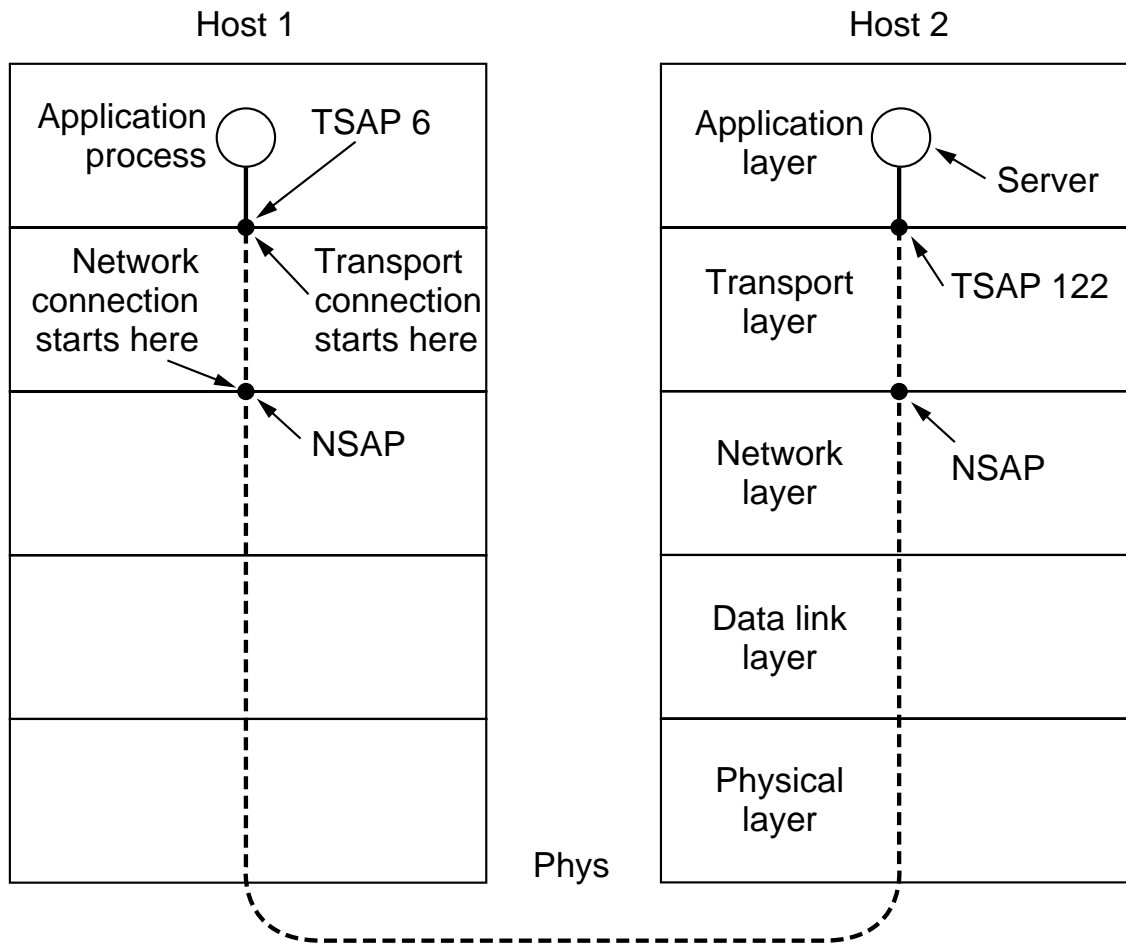 Host 1
Host 2
Application
process
TSAP 6
Network
connection
starts here
Transport
connection
starts here
NSAP
Application
layer
Server
Transport
layer
TSAP 122
Network
layer
NSAP
Data link
layer
Physical
layer
Phys